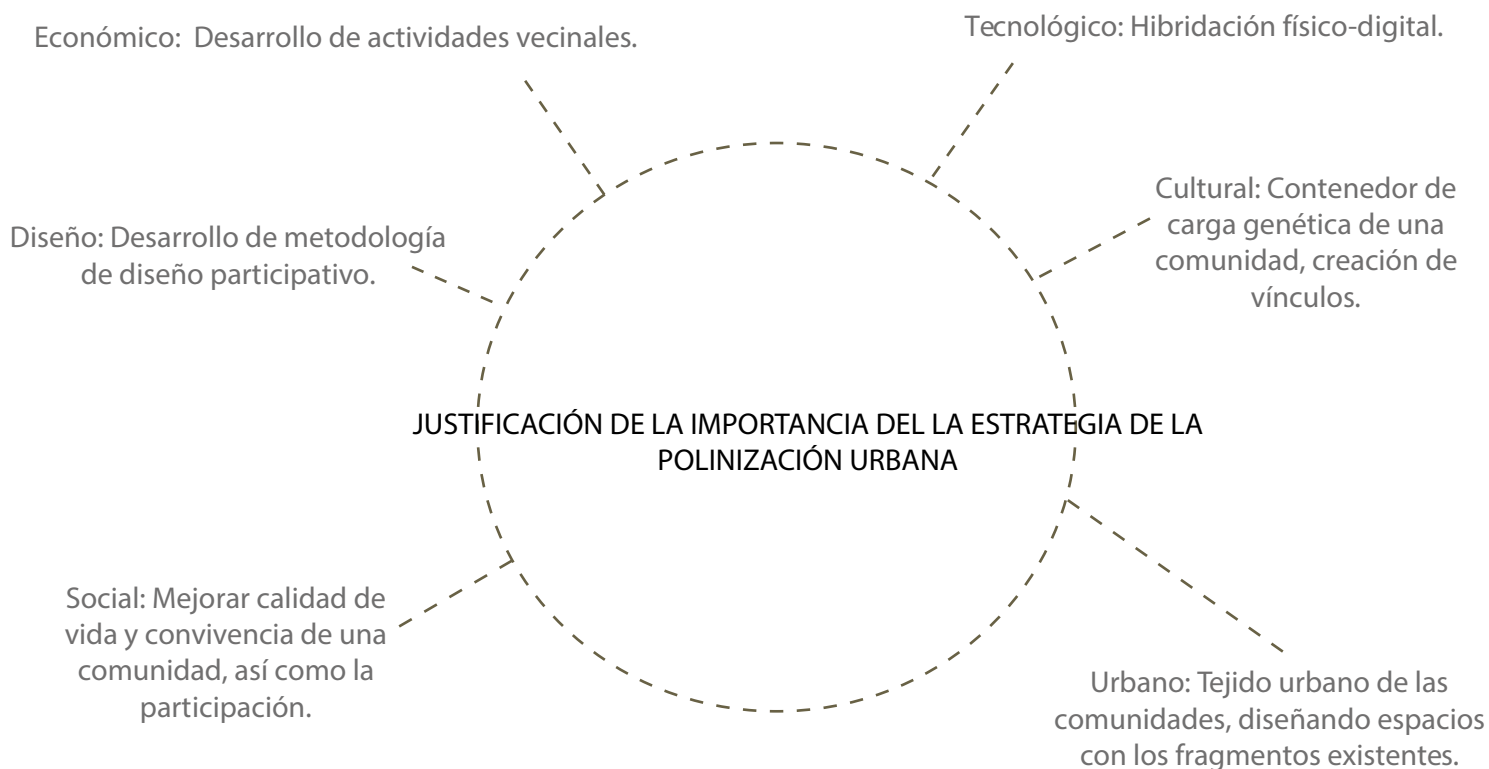 Económico: Desarrollo de actividades vecinales.
Tecnológico: Hibridación físico-digital.
Cultural: Contenedor de
carga genética de una
comunidad, creación de
vínculos.
Diseño: Desarrollo de metodología
de diseño participativo.
JUSTIFICACIÓN DE LA IMPORTANCIA DEL LA ESTRATEGIA DE LA
POLINIZACIÓN URBANA
Social: Mejorar calidad de
vida y convivencia de una
comunidad, así como la
participación.
Urbano: Tejido urbano de las
comunidades, diseñando espacios
con los fragmentos existentes.